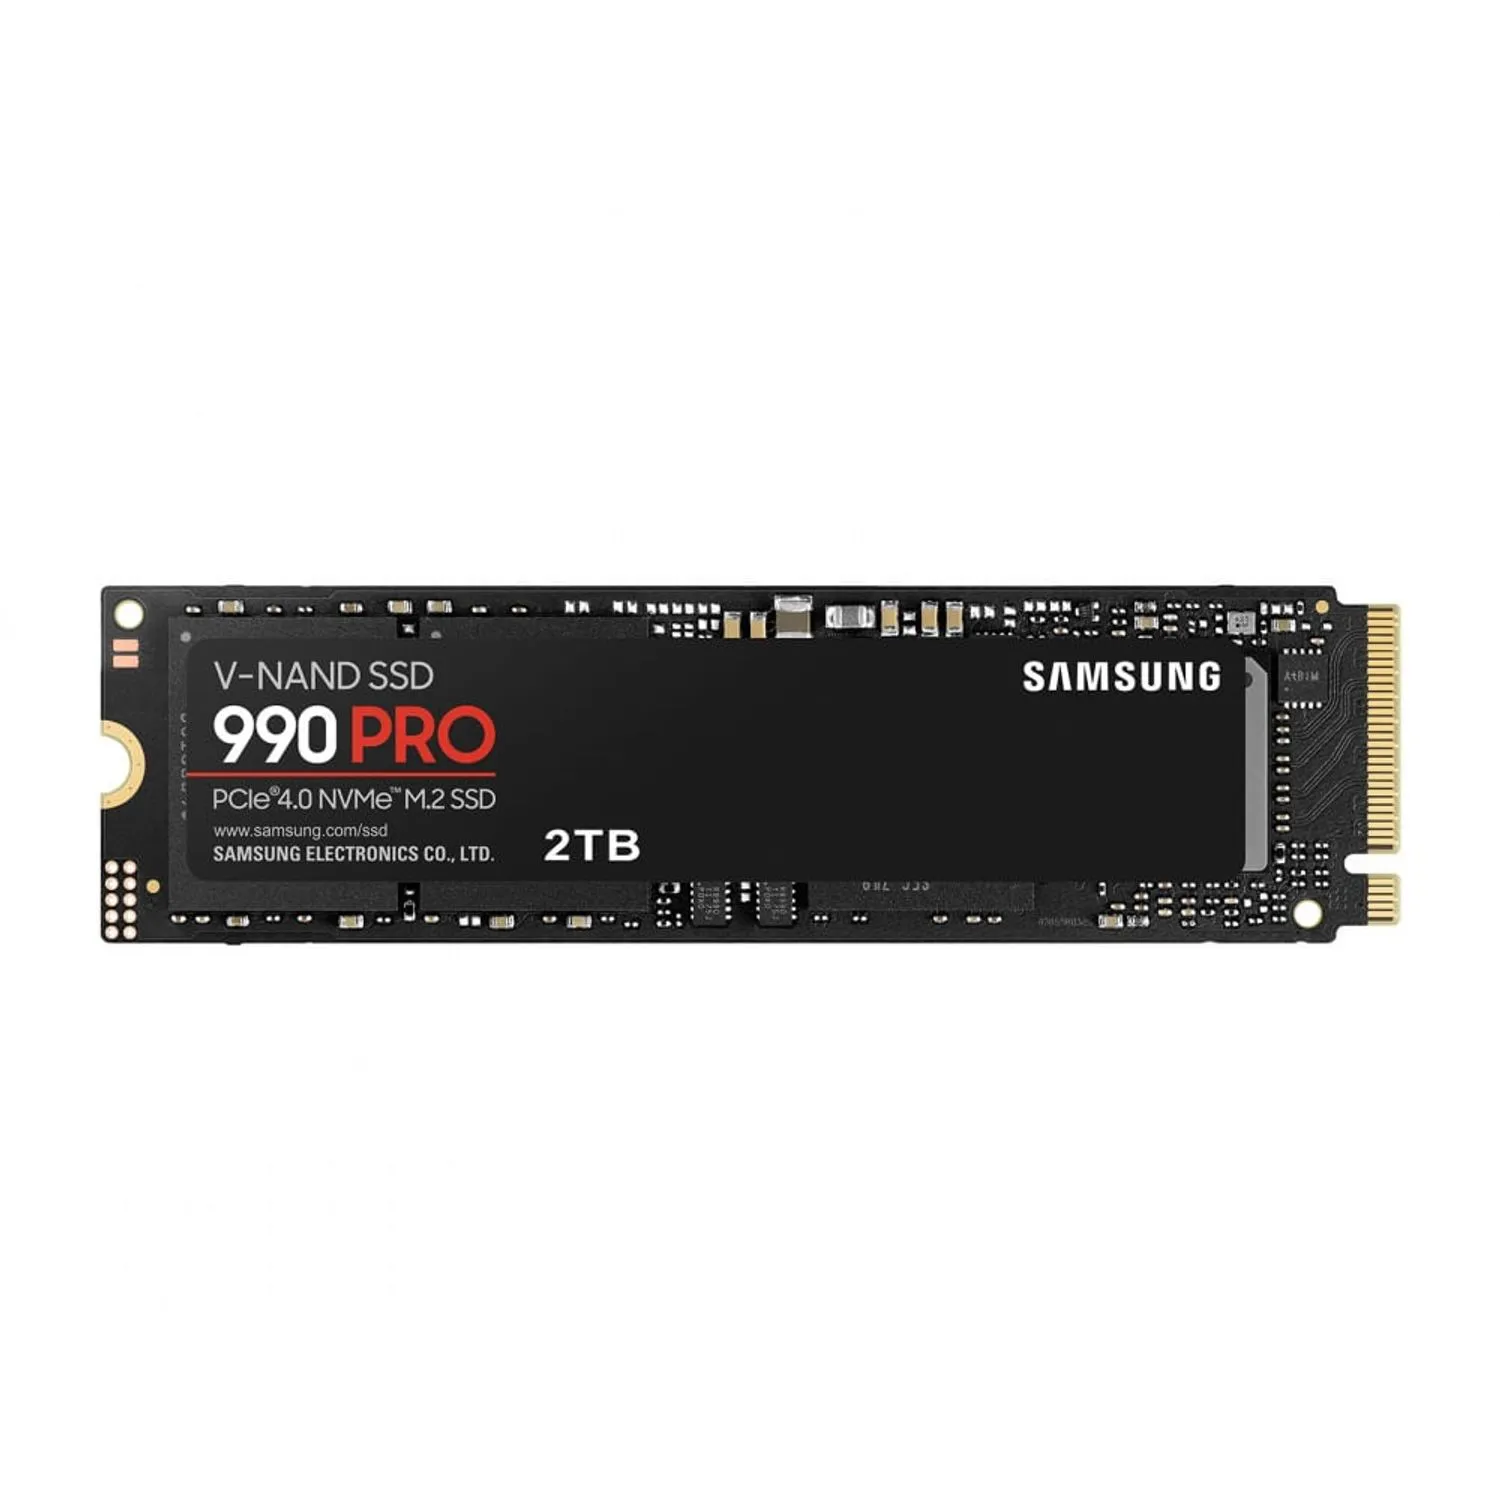 V-NAND SSD
SAMSUNG
990 PRO
PCIe®4.0 NVMe™ M.2 SSD
www.samsung.com/ssd
SAMSUNG ELECTRONICS CO., LTD.
2TB
AtBIM